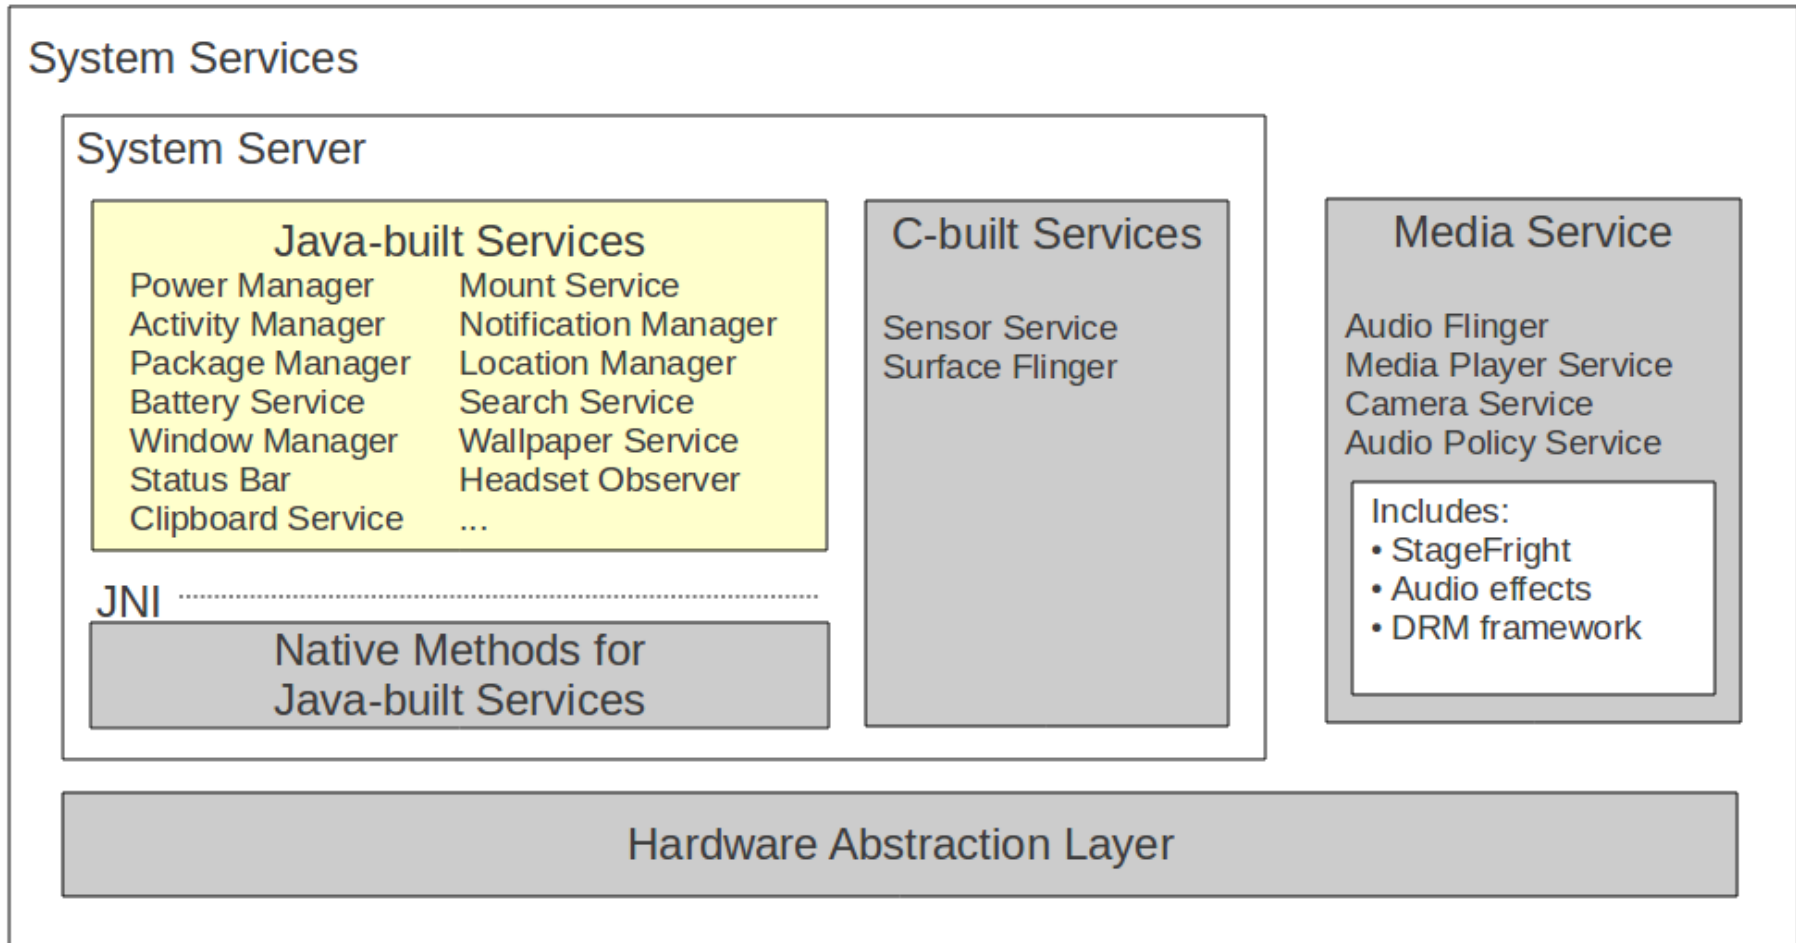 System Services
System Server
Java-built Services
Power Manager
Activity Manager
Package Manager
Battery Service
Window Manager
Status Bar
Clipboard Service
Mount Service
Notification Manager
Location Manager
Search Service
Wallpaper Service
Headset Observer
...
JNI
Native Methods for
Java-built Services
C-built Services
Sensor Service
Surface Flinger
Media Service
Audio Flinger
Media Player Service
Camera Service
Audio Policy Service
Includes:
• StageFright
• Audio effects
• DRM framework
Hardware Abstraction Layer